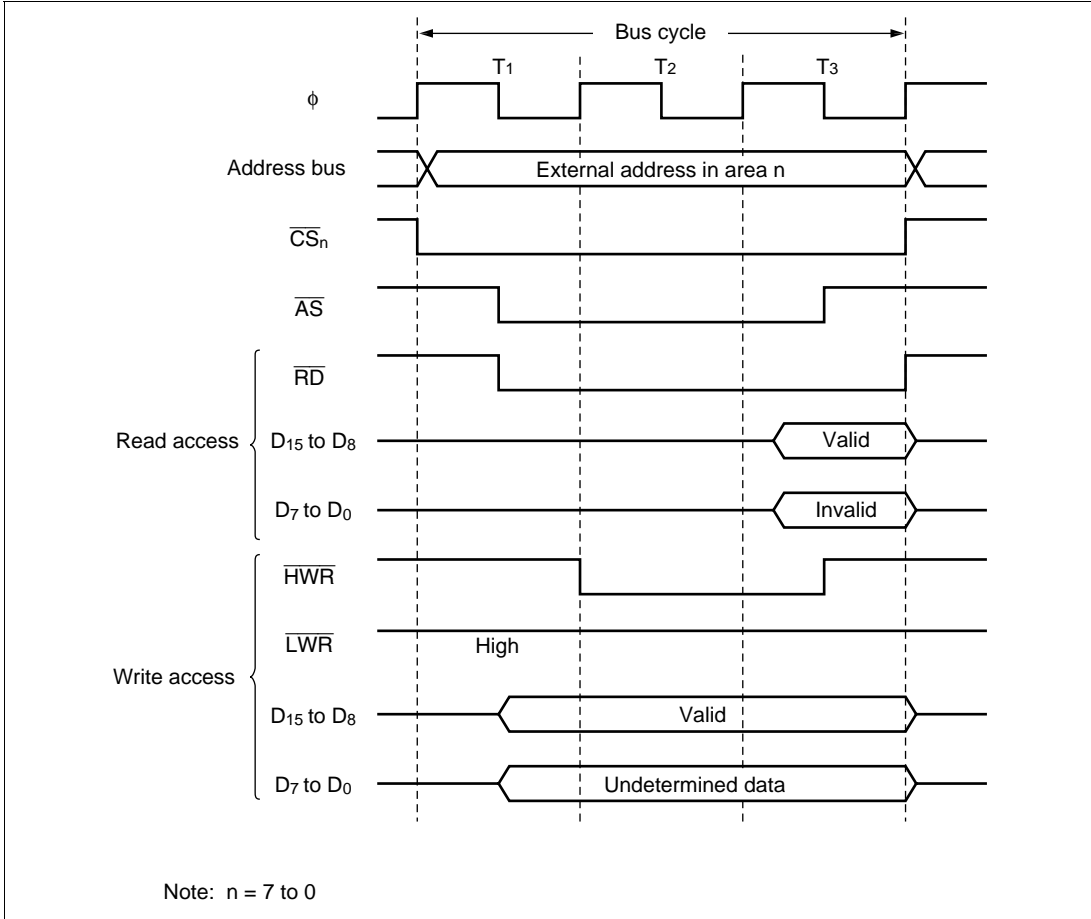 Bus cycle
T1 T2 T3
φ
Address bus External address in area n
CSn
AS
RD
Read access D15 to D8 Valid
D7 to D0 Invalid
HWR
LWR High
Write access
D15 to D8 Valid
D7 to D0 Undetermined data
Note: n = 7 to 0